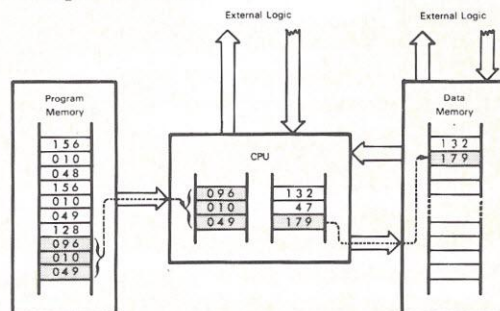 External Logic
External Logic
Program
Memory
156
010
048
156
010
049
128
096
010
049
CPU
096
010
049
132
47
179
Data
Memory
132
179